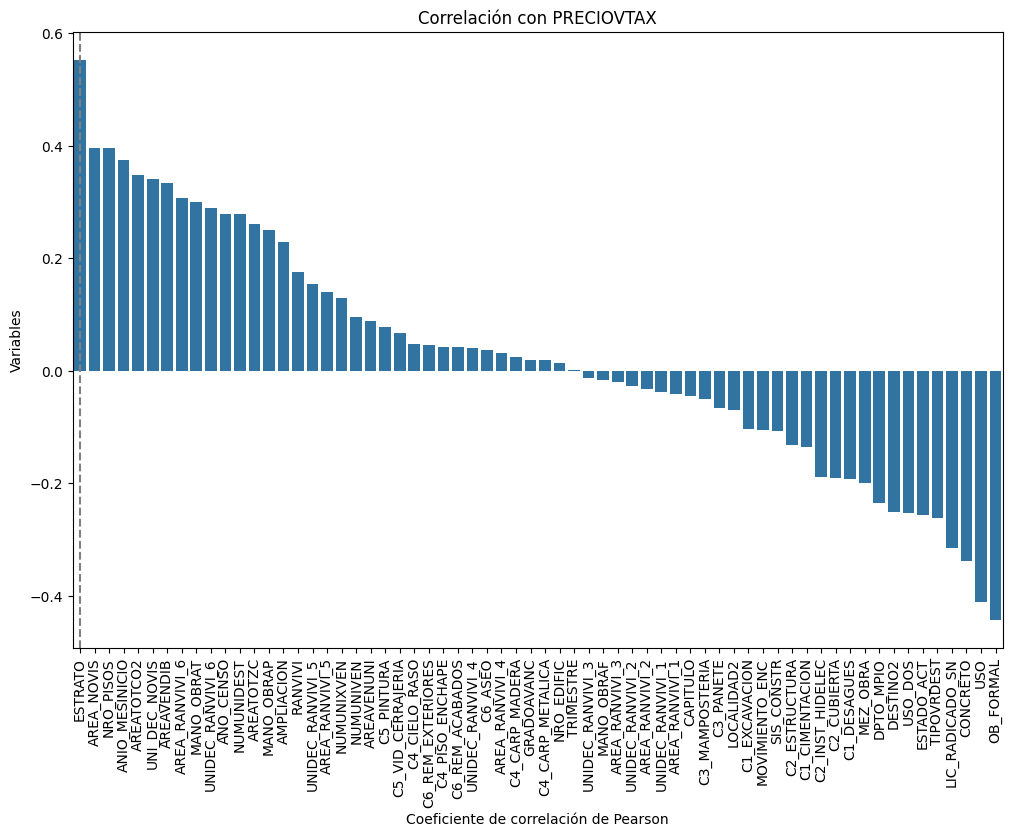 Correlación con PRECIOVTAX
Variables
0.6
0.4
0.2
0.0
−0.2
−0.4
ESTRATO
AREA_NOVIS
NRO_PISOS
ANIO_MESINICIO
AREATOTCO2
UNI_DEC_NOVIS
AREAVENDIB
AREA_RANVIVI_6
MANO_OBRAT
UNIDEC_RANVIVI_6
ANO_CENSO
NUMUNIDEST
AREATOTZC
MANO_OBRAP
AMPLIACION
RANVIVI
UNIDEC_RANVIVI_5
AREA_RANVIVI_5
NUMUNIXVEN
NUMUNIVEN
AREAVENUNI
C5_PINTURA
C5_VID_CERRAJERIA
C4_CIELO_RASO
C6_REM_EXTERIORES
C4_PISO_ENCHAPE
C6_REM_ACABADOS
UNIDEC_RANVIVI_4
C6_ASEO
AREA_RANVIVI_4
C4_CARP_MADERA
GRADOAVANC
C4_CARP_METALICA
NRO_EDIFIC
TRIMESTRE
UNIDEC_RANVIVI_3
MANO_OBRAF
AREA_RANVIVI_3
UNIDEC_RANVIVI_2
AREA_RANVIVI_2
UNIDEC_RANVIVI_1
AREA_RANVIVI_1
CAPITULO
C3_MAMPOSTERIA
C3_PANETE
LOCALIDAD2
C1_EXCAVACION
MOVIMIENTO_ENC
SIS_CONSTR
C2_ESTRUCTURA
C1_CIMENTACION
C2_INST_HIDELEC
C2_CUBIERTA
C1_DESAGUES
MEZ_OBRA
DPTO_MPIO
DESTINO2
USO_DOS
ESTADO_ACT
TIPOVRDEST
LIC_RADICADO_SN
CONCRETO
USO
OB_FORMAL
Coeficiente de correlación de Pearson